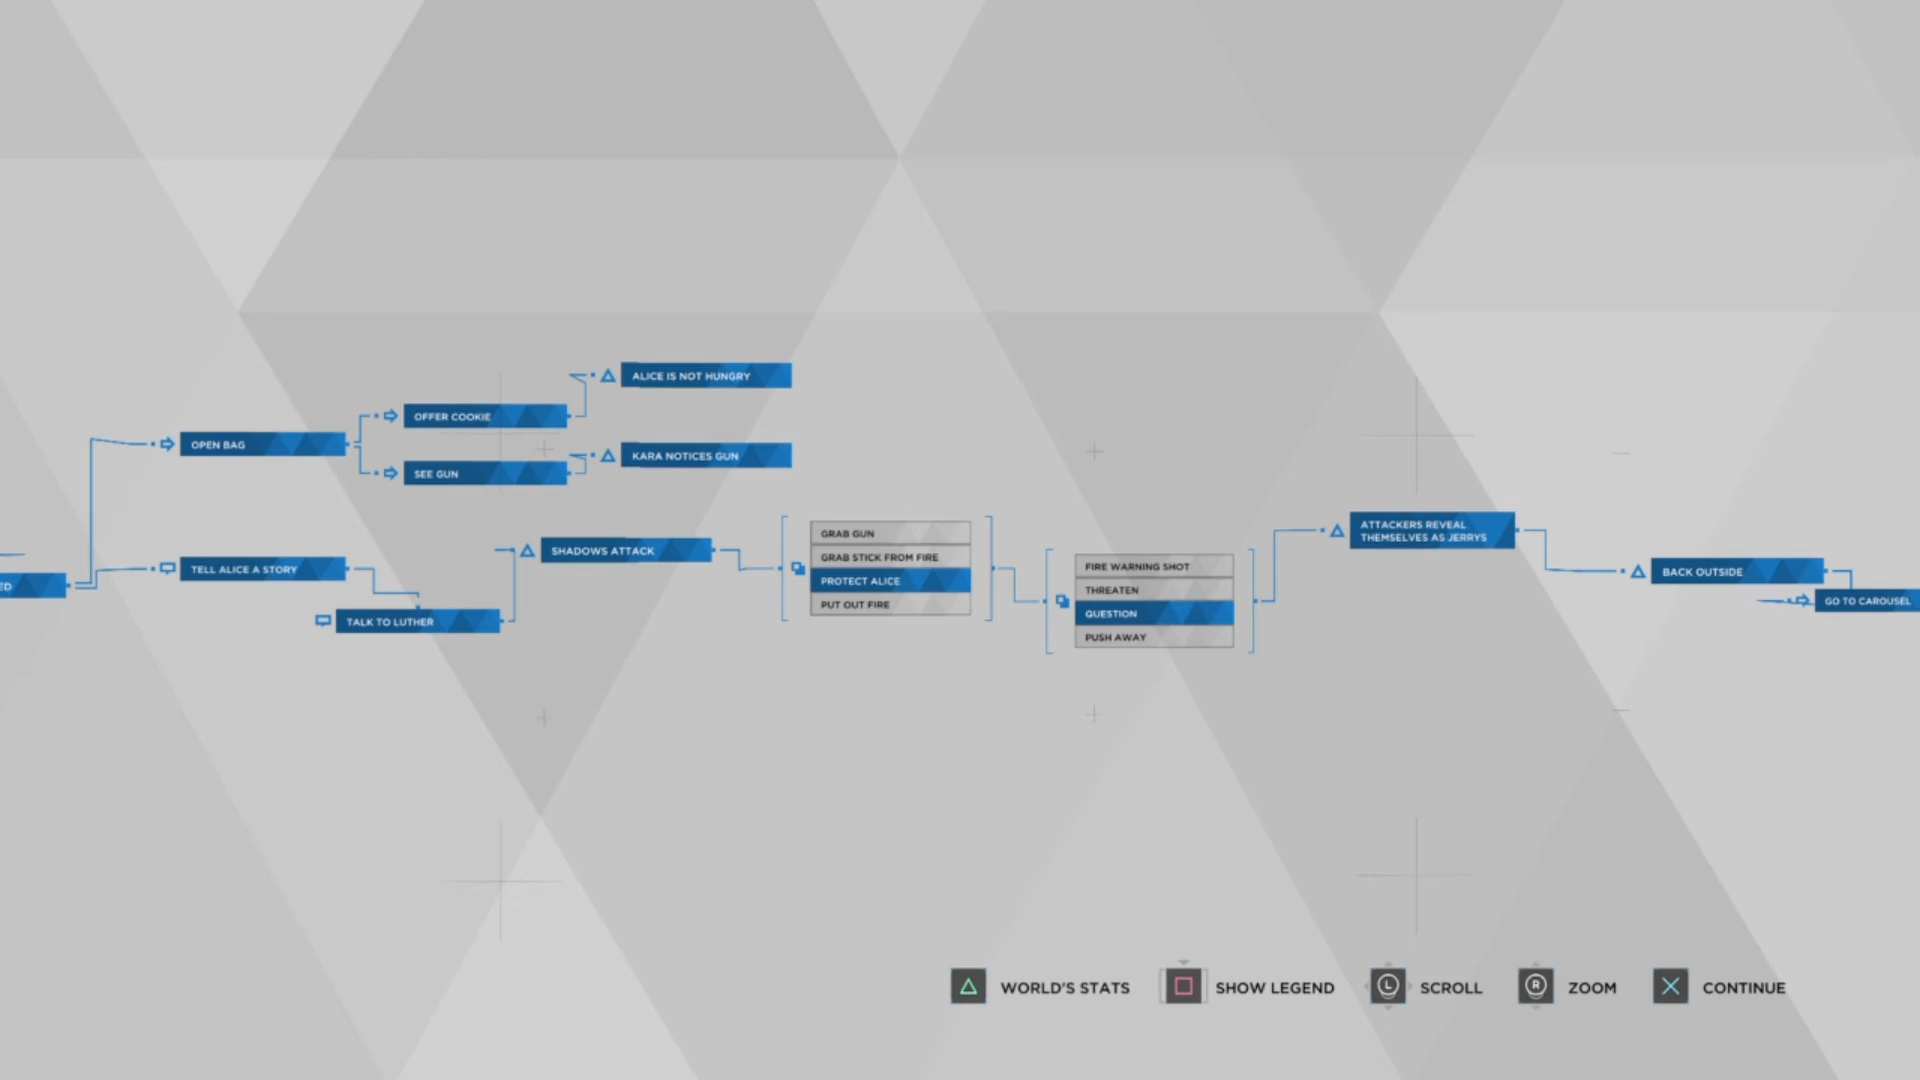 ALICE IS NOT HUNGRY
OFFER COOKIE
OPEN BAG
KARA NOTICES GUN
SEE GUN
ED
TELL ALICE A STORY
TALK TO LUTHER
SHADOWS ATTACK
GRAB GUN
GRAB STICK FROM FIRE
PROTECT ALICE
PUT OUT FIRE
FIRE WARNING SHOT
THREATEN
QUESTION
PUSH AWAY
ATTACKERS REVEAL
THEMSELVES AS JERRYS
BACK OUTSIDE
GO TO CAROUSEL
WORLD'S STATS
SHOW LEGEND
L SCROLL
R ZOOM
CONTINUE